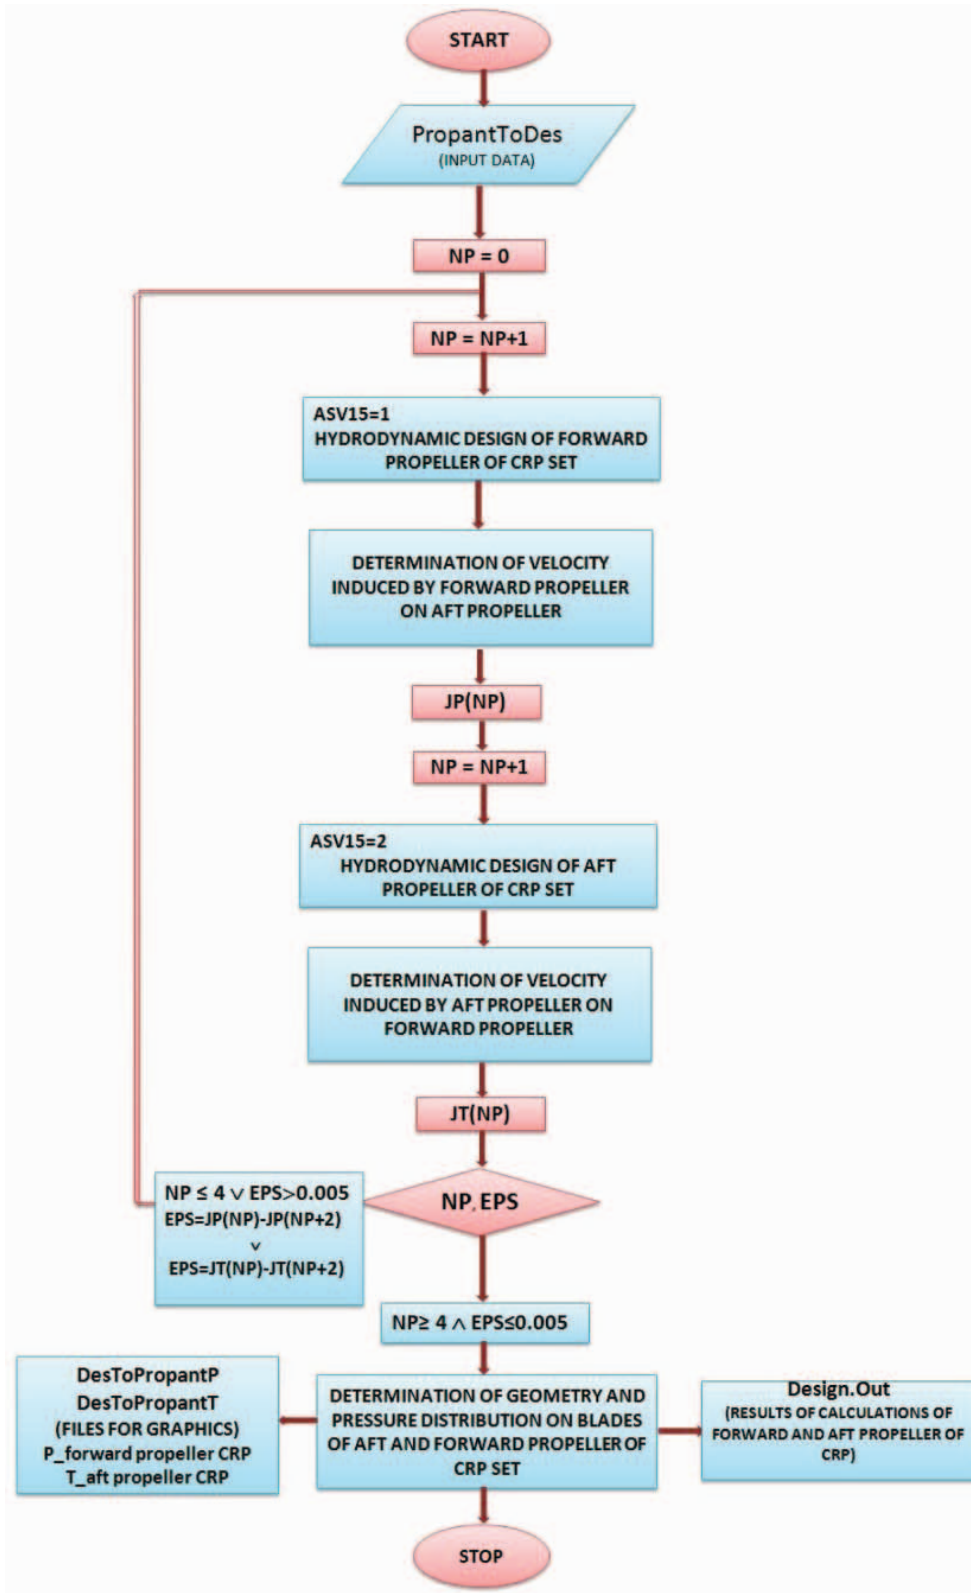 START
PropantToDes
(INPUT DATA)
NP = 0
NP = NP+1
ASV15=1
HYDRODYNAMIC DESIGN OF FORWARD
PROPELLER OF CRP SET
DETERMINATION OF VELOCITY
INDUCED BY FORWARD PROPELLER
ON AFT PROPELLER
JP(NP)
NP = NP+1
ASV15=2
HYDRODYNAMIC DESIGN OF AFT
PROPELLER OF CRP SET
DETERMINATION OF VELOCITY
INDUCED BY AFT PROPELLER ON
FORWARD PROPELLER
JT(NP)
NP, EPS
NP ≤ 4 ∨ EPS>0.005
EPS=JP(NP)-JP(NP+2)
∨
EPS=JT(NP)-JT(NP+2)
NP≥ 4 ∧ EPS≤0.005
DesToPropantP
DesToPropantT
(FILES FOR GRAPHICS)
P_forward propeller CRP
T_aft propeller CRP
DETERMINATION OF GEOMETRY AND
PRESSURE DISTRIBUTION ON BLADES
OF AFT AND FORWARD PROPELLER OF
CRP SET
Design.Out
(RESULTS OF CALCULATIONS OF
FORWARD AND AFT PROPELLER OF
CRP)
STOP